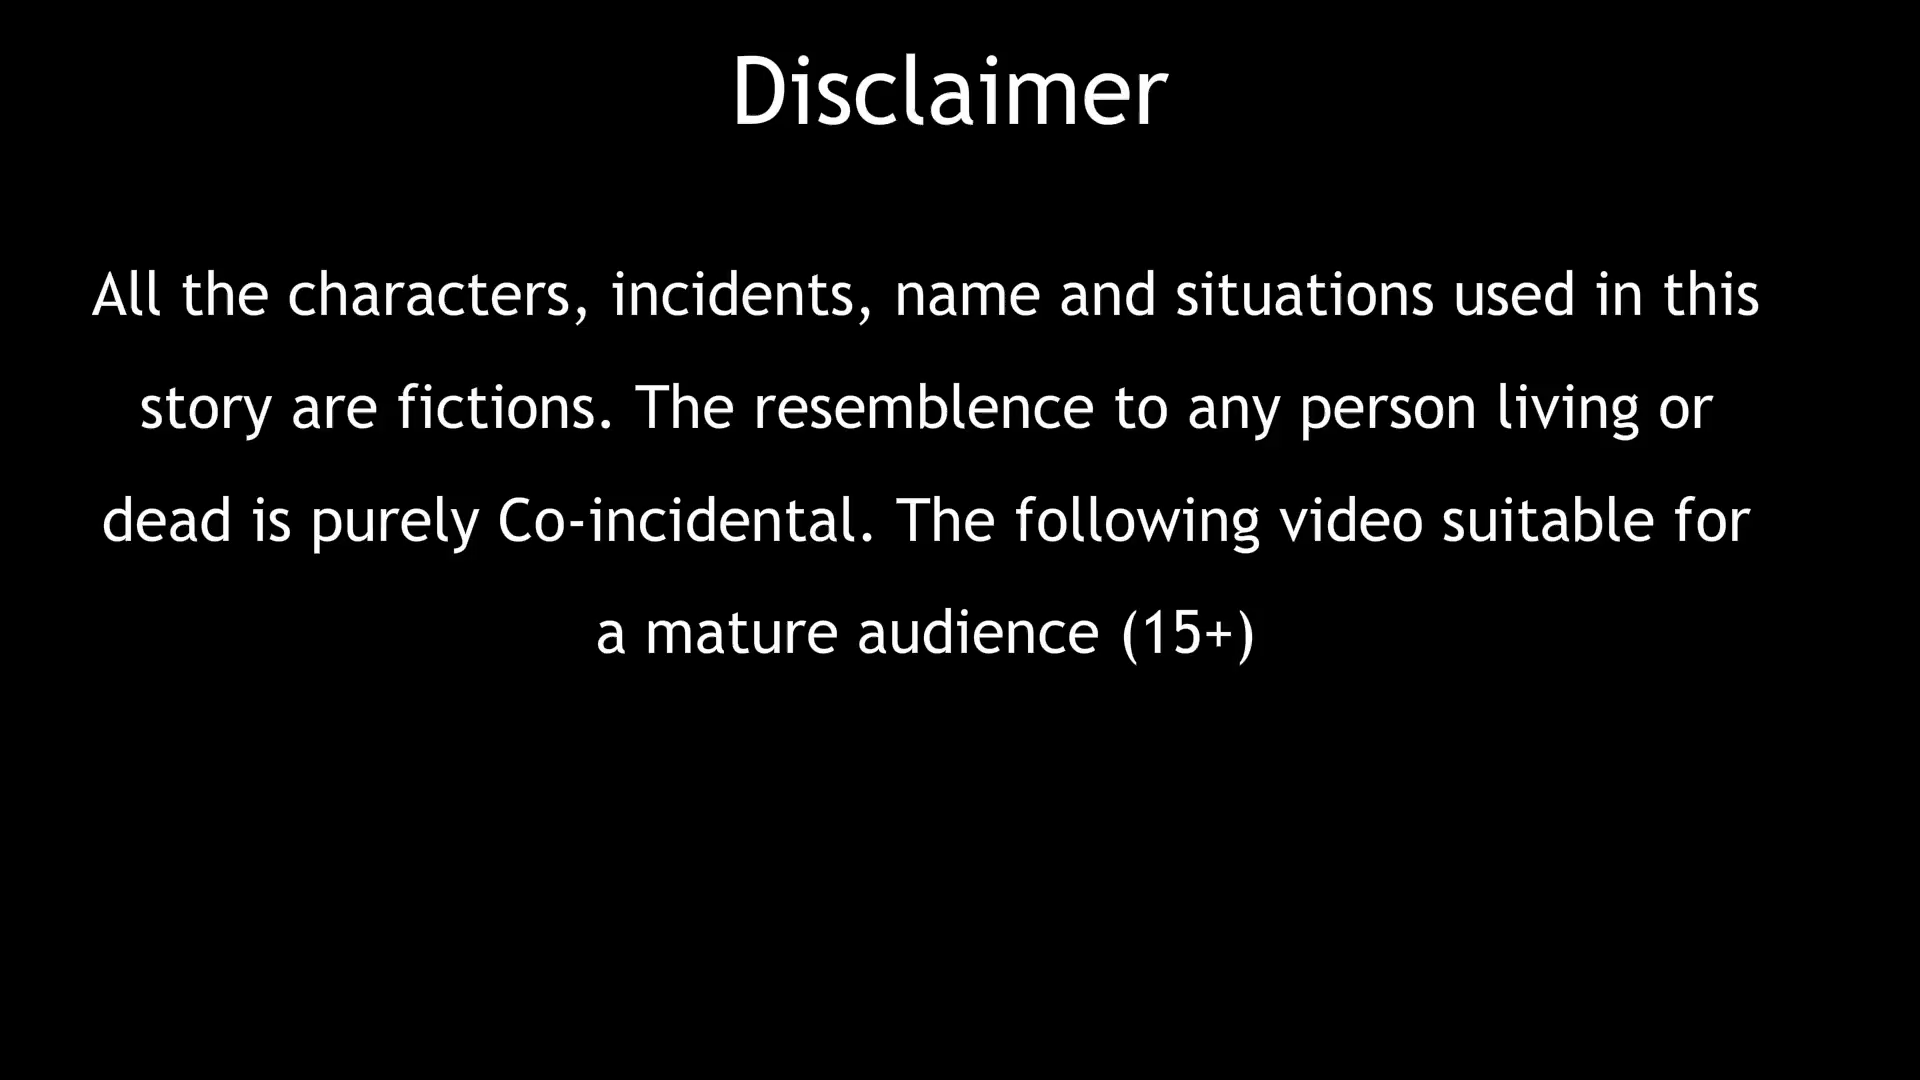 Disclaimer
All the characters, incidents, name and situations used in this
story are fictions. The resemblence to any person living or
dead is purely Co-incidental. The following video suitable for
a mature audience (15+)